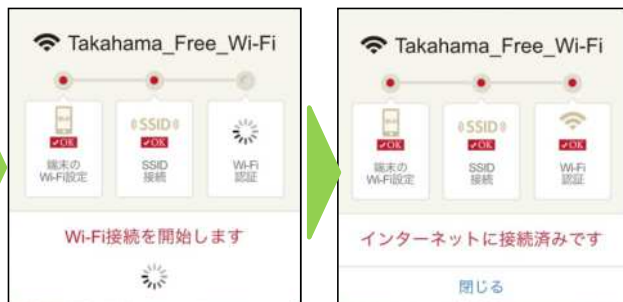 Takahama_Free_Wi-Fi
✔OK
端末の
Wi-Fi設定
SSID
✔OK
SSID
接続
Wi-Fi
認証
Wi-Fi接続を開始します
Takahama_Free_Wi-Fi
✔OK
端末の
Wi-Fi設定
SSID
✔OK
SSID
接続
✔OK
Wi-Fi
認証
インターネットに接続済みです
閉じる